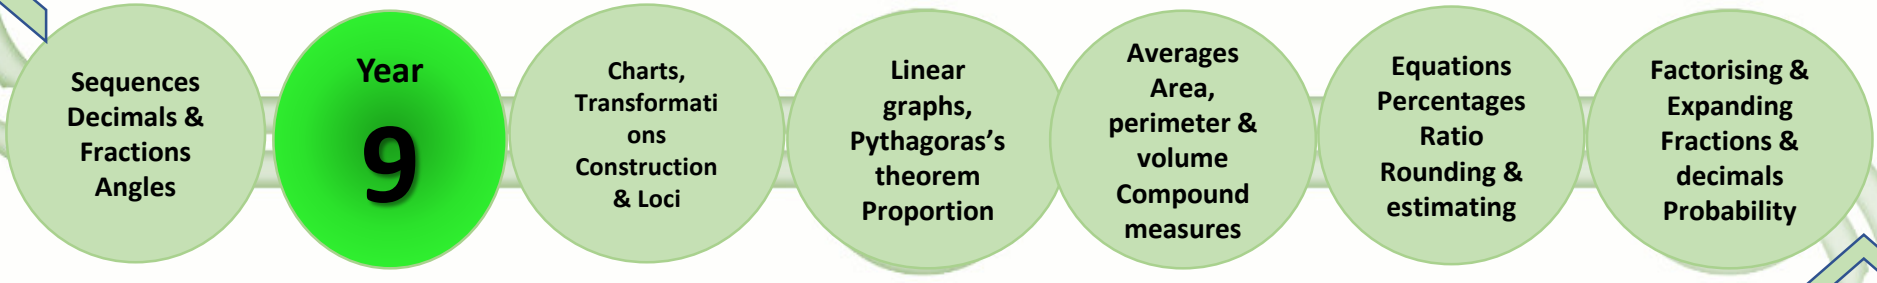 Sequences
Decimals &
Fractions
Angles
Year
9
Charts,
Transformati
ons
Construction
& Loci
Linear
graphs,
Pythagoras's
theorem
Proportion
Averages
Area,
perimeter &
volume
Compound
measures
Equations
Percentages
Ratio
Rounding &
estimating
Factorising &
Expanding
Fractions &
decimals
Probability